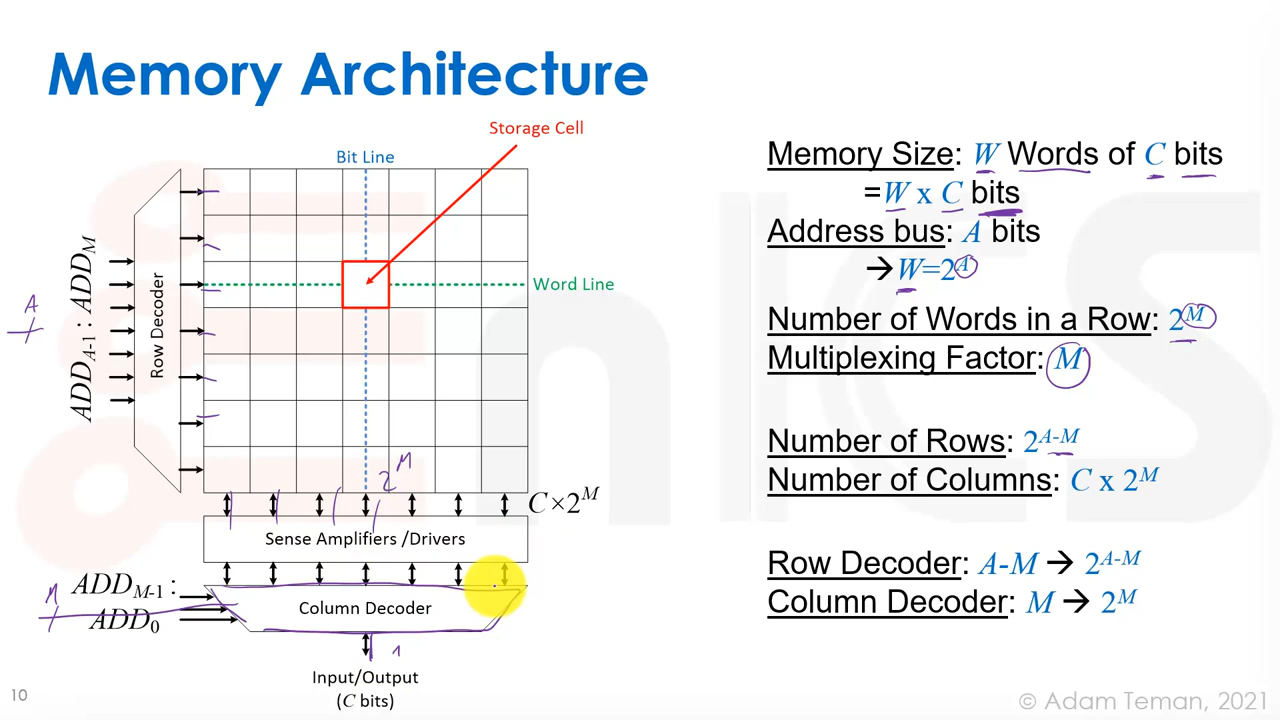 Memory Architecture
Storage Cell
Bit Line
Word Line
Row Decoder
ADD_{A-1} : ADD_M
A
2^M
C×2^M
Sense Amplifiers /Drivers
ADD_{M-1} :
ADD_0
M
Column Decoder
Input/Output
(C bits)
Memory Size: W Words of C bits
=W x C bits
Address bus: A bits
→ W=2^A
Number of Words in a Row: 2^M
Multiplexing Factor: M
Number of Rows: 2^{A-M}
Number of Columns: C x 2^M
Row Decoder: A-M → 2^{A-M}
Column Decoder: M → 2^M
10
© Adam Teman, 2021